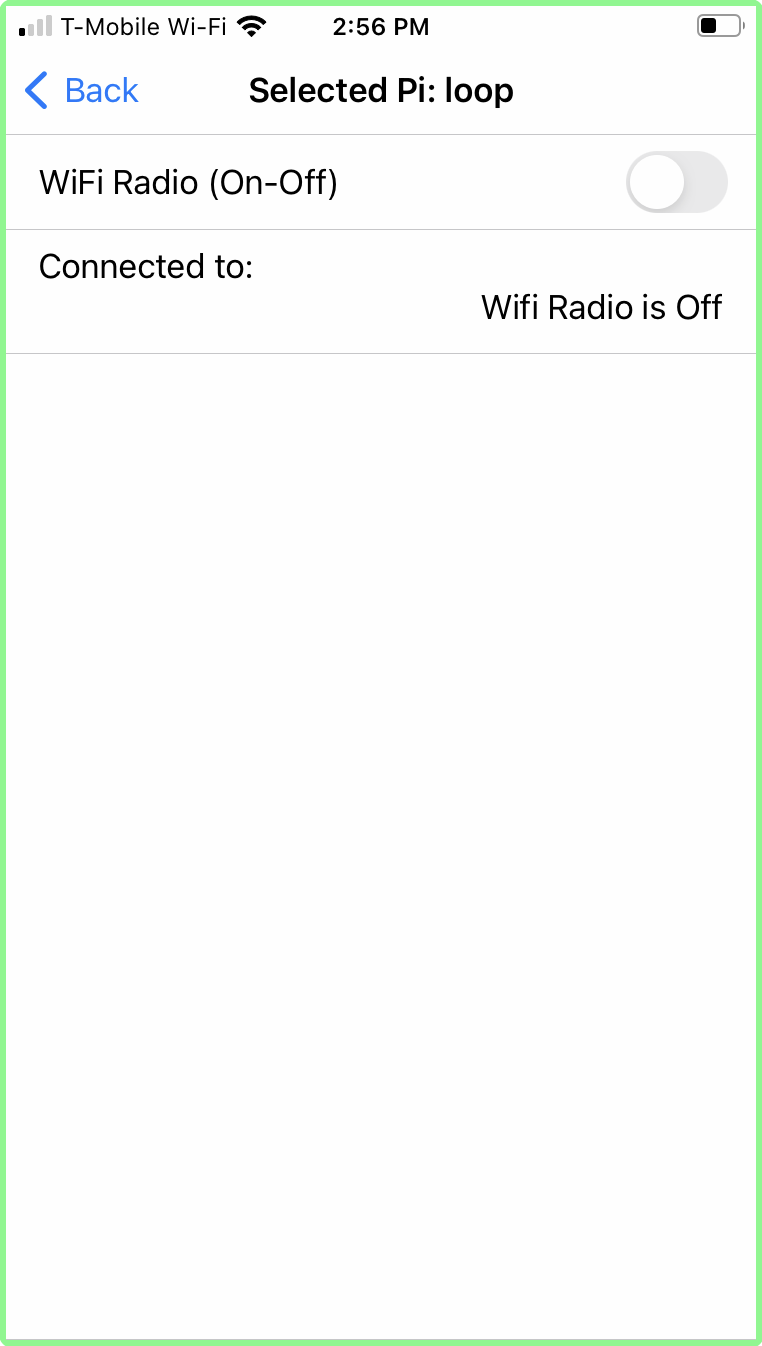 T-Mobile Wi-Fi 2:56 PM
Back Selected Pi: loop
WiFi Radio (On-Off)
Connected to:
Wifi Radio is Off